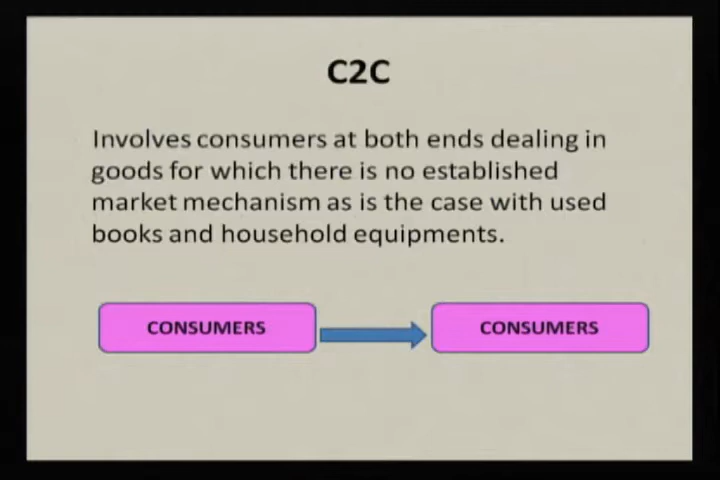 C2C
Involves consumers at both ends dealing in
goods for which there is no established
market mechanism as is the case with used
books and household equipments.
CONSUMERS
CONSUMERS